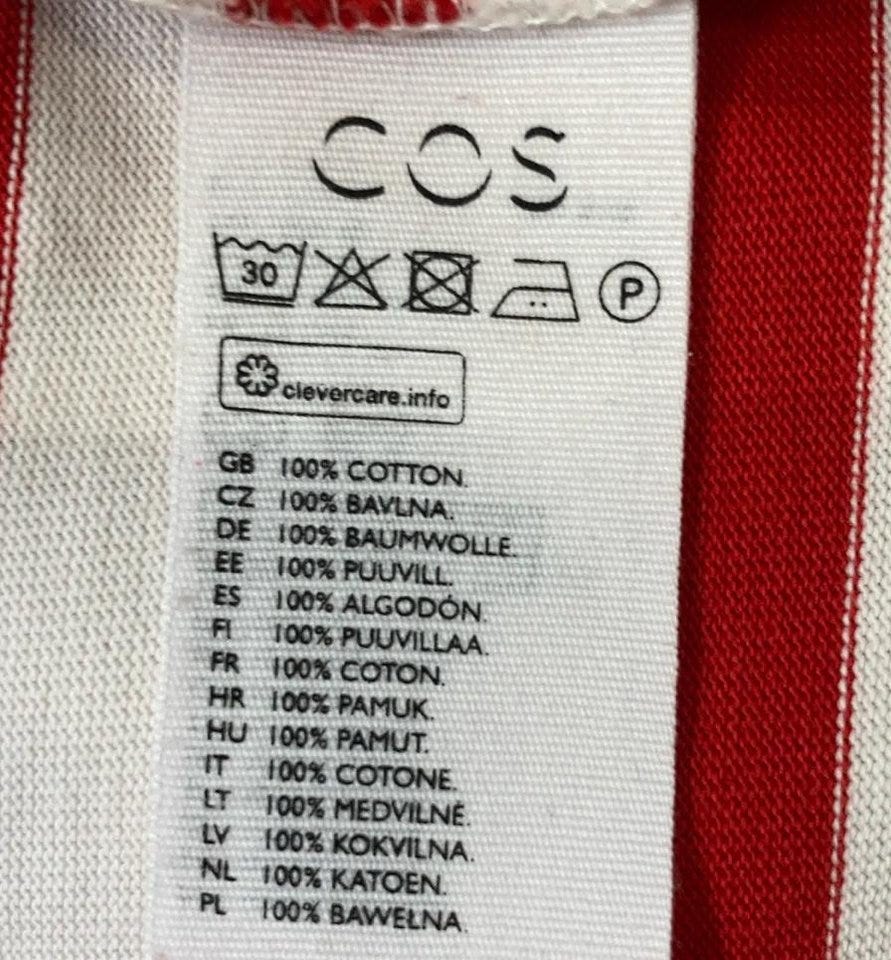 COS
30
P
clevercare.info
GB 100% COTTON.
CZ 100% BAVLNA.
DE 100% BAUMWOLLE.
EE 100% PUUVILL.
ES 100% ALGODÓN.
FI 100% PUUVILLAA.
FR 100% COTON.
HR 100% PAMUK.
HU 100% PAMUT.
IT 100% COTONE.
LT 100% MEDVILNĖ.
LV 100% KOKVILNA.
NL 100% KATOEN.
PL 100% BAWEŁNA.